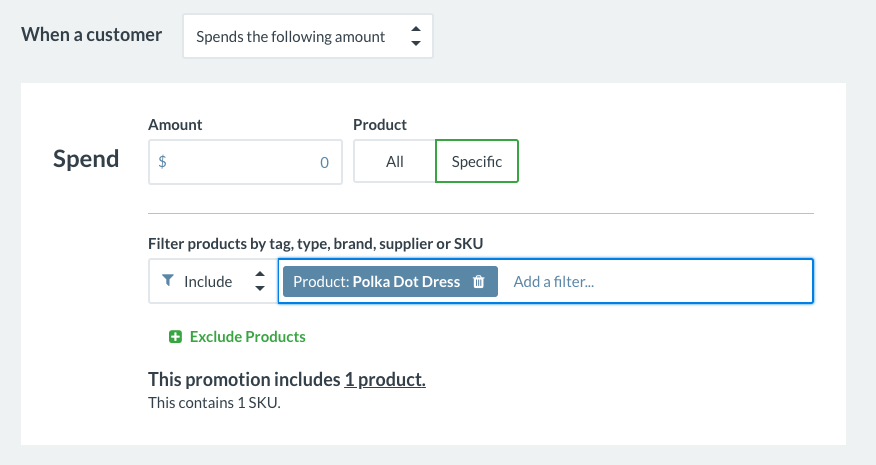 When a customer Spends the following amount
Amount Product
Spend $ 0 All Specific
Filter products by tag, type, brand, supplier or SKU
Include Product: Polka Dot Dress Add a filter...
Exclude Products
This promotion includes 1 product.
This contains 1 SKU.